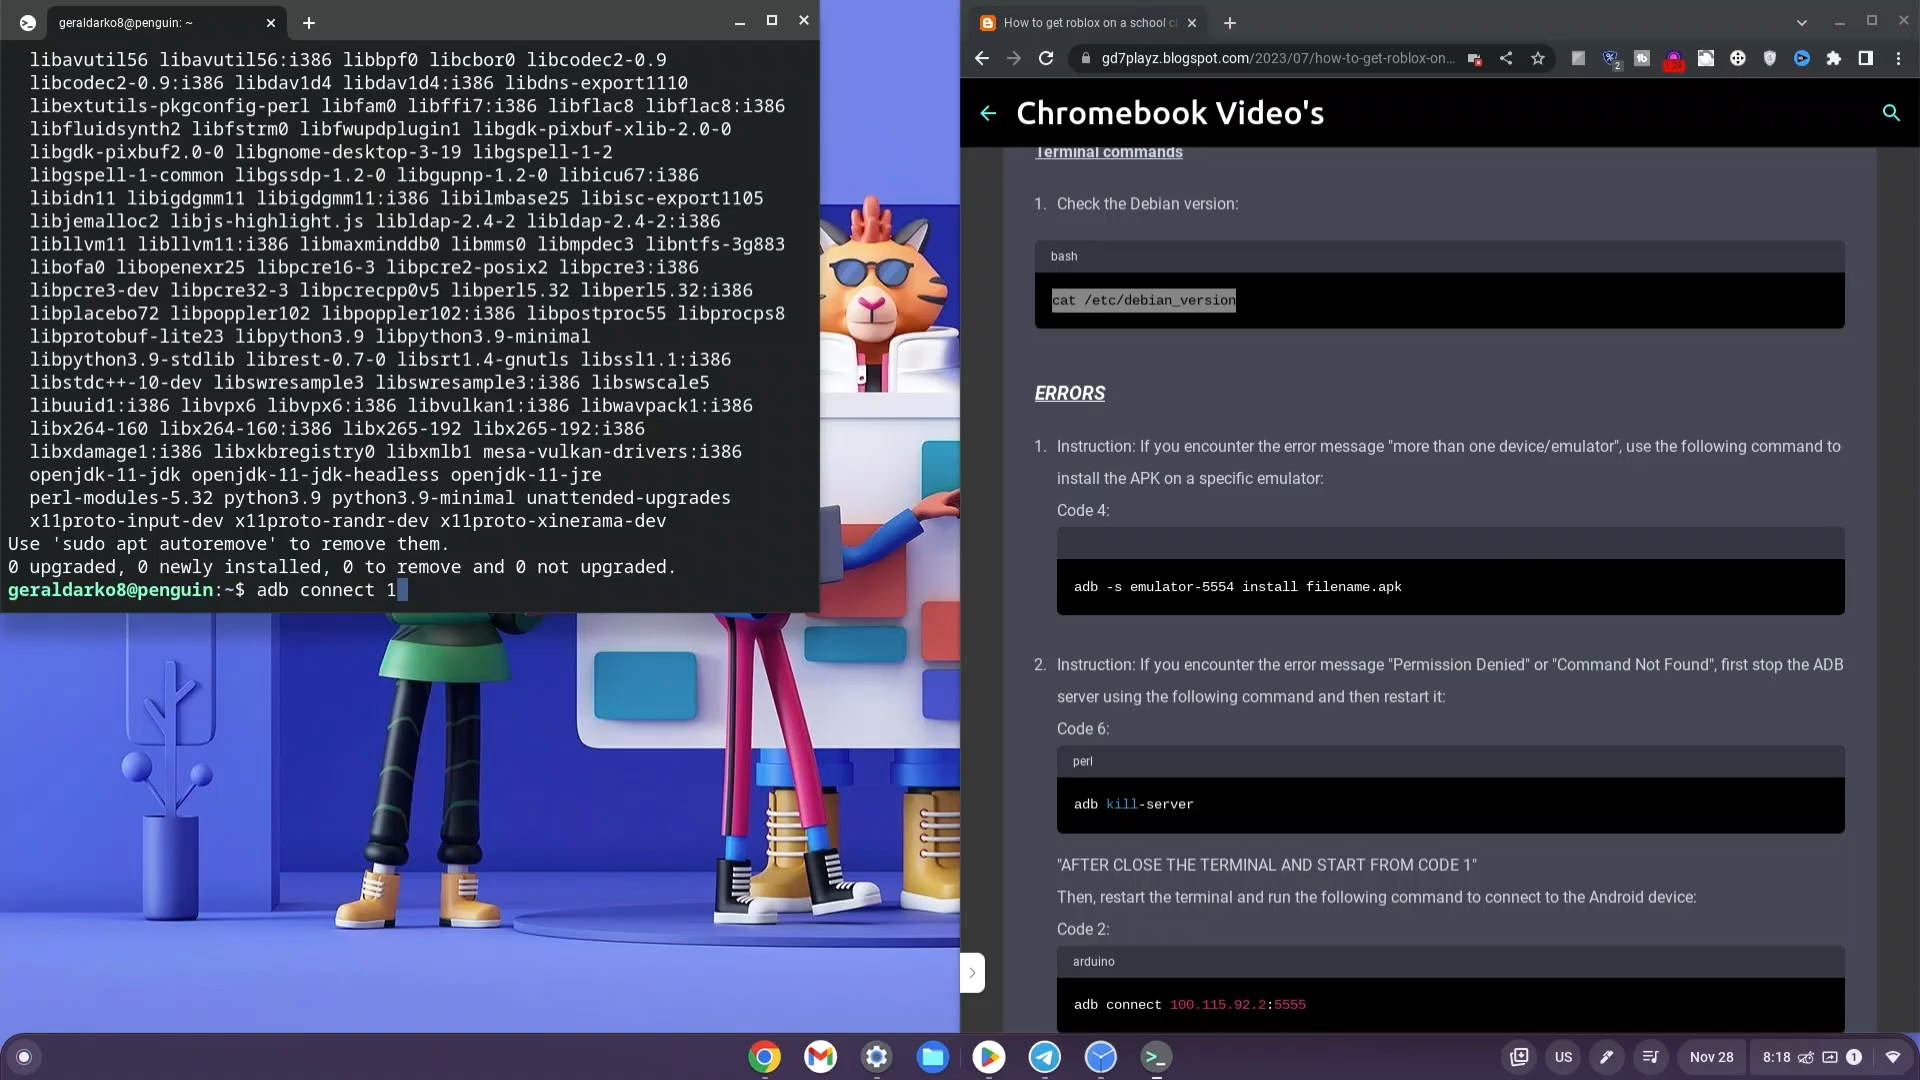 geraldarko8@penguin: ~
libavutil56 libavutil56:i386 libbpf0 libcbor0 libcodec2-0.9
libcodec2-0.9:i386 libdav1d4 libdav1d4:i386 libdns-export1110
libextutils-pkgconfig-perl libfam0 libffi7:i386 libflac8 libflac8:i386
libfluidsynth2 libfstrm0 libfwupdplugin1 libgdk-pixbuf-xlib-2.0-0
libgdk-pixbuf2.0-0 libgnome-desktop-3-19 libgspell-1-2
libgspell-1-common libgssdp-1.2-0 libgupnp-1.2-0 libicu67:i386
libidn11 libigdgmm11 libigdgmm11:i386 libilmbase25 libisc-export1105
libjemalloc2 libjs-highlight.js libldap-2.4-2 libldap-2.4-2:i386
libllvm11 libllvm11:i386 libmaxminddb0 libmms0 libmpdec3 libntfs-3g883
libofa0 libopenexr25 libpcre16-3 libpcre2-posix2 libpcre3:i386
libpcre3-dev libpcre32-3 libpcrecpp0v5 libperl5.32 libperl5.32:i386
libplacebo72 libpoppler102 libpoppler102:i386 libpostproc55 libprocps8
libprotobuf-lite23 libpython3.9 libpython3.9-minimal
libpython3.9-stdlib librest-0.7-0 libsrt1.4-gnutls libssl1.1:i386
libstdc++-10-dev libswresample3 libswresample3:i386 libswscale5
libuuid1:i386 libvpx6 libvpx6:i386 libvulkan1:i386 libwavpack1:i386
libx264-160 libx264-160:i386 libx265-192 libx265-192:i386
libxdamage1:i386 libxkbregistry0 libxmlb1 mesa-vulkan-drivers:i386
openjdk-11-jdk openjdk-11-jdk-headless openjdk-11-jre
perl-modules-5.32 python3.9 python3.9-minimal unattended-upgrades
x11proto-input-dev x11proto-randr-dev x11proto-xinerama-dev
Use 'sudo apt autoremove' to remove them.
0 upgraded, 0 newly installed, 0 to remove and 0 not upgraded.
geraldarko8@penguin:~$ adb connect 1
How to get roblox on a school c
gd7playz.blogspot.com/2023/07/how-to-get-roblox-on...
2
Chromebook Video's
Terminal commands
1. Check the Debian version:
bash
cat /etc/debian_version
ERRORS
1. Instruction: If you encounter the error message "more than one device/emulator", use the following command to
install the APK on a specific emulator:
Code 4:
adb -s emulator-5554 install filename.apk
2. Instruction: If you encounter the error message "Permission Denied" or "Command Not Found", first stop the ADB
server using the following command and then restart it:
Code 6:
perl
adb kill-server
"AFTER CLOSE THE TERMINAL AND START FROM CODE 1"
Then, restart the terminal and run the following command to connect to the Android device:
Code 2:
arduino
adb connect 100.115.92.2:5555
US
Nov 28
8:18
1